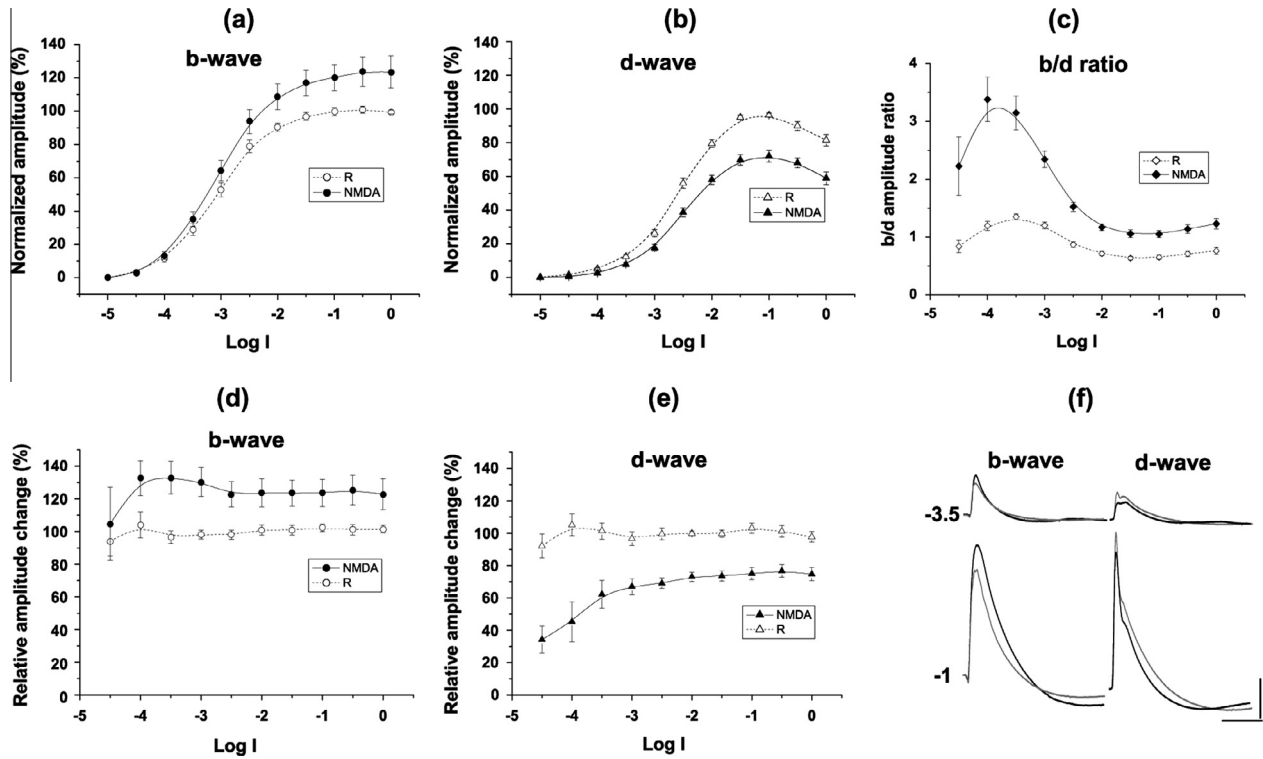 (a)
b-wave
Normalized amplitude (%)
140
120
100
80
60
40
20
0
R
NMDA
-5
-4
-3
-2
-1
0
Log I
(b)
d-wave
Normalized amplitude (%)
140
120
100
80
60
40
20
0
R
NMDA
-5
-4
-3
-2
-1
0
Log I
(c)
b/d ratio
b/d amplitude ratio
4
3
2
1
0
R
NMDA
-5
-4
-3
-2
-1
0
Log I
(d)
b-wave
Relative amplitude change (%)
140
120
100
80
60
40
20
0
NMDA
R
-5
-4
-3
-2
-1
0
Log I
(e)
d-wave
Relative amplitude change (%)
140
120
100
80
60
40
20
0
NMDA
R
-5
-4
-3
-2
-1
0
Log I
(f)
b-wave
d-wave
-3.5
-1